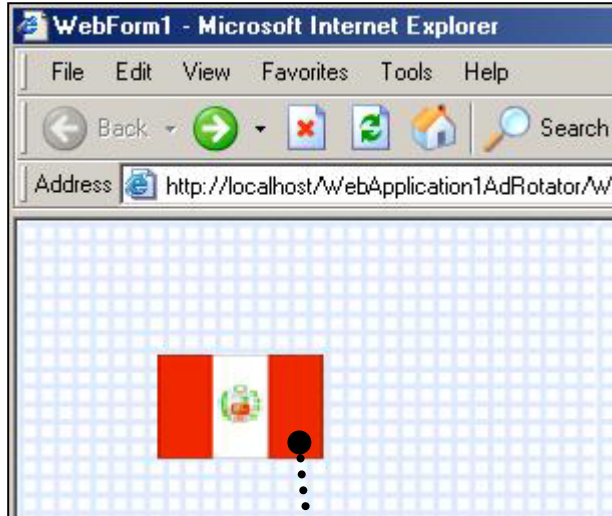 WebForm1 - Microsoft Internet Explorer
File Edit View Favorites Tools Help
Back Search
Address http://localhost/WebApplication1AdRotator/W